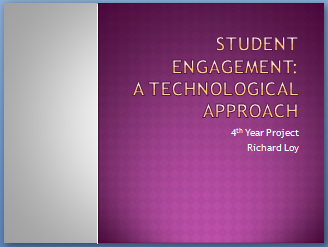 STUDENT
ENGAGEMENT:
A TECHNOLOGICAL
APPROACH
4th Year Project
Richard Loy